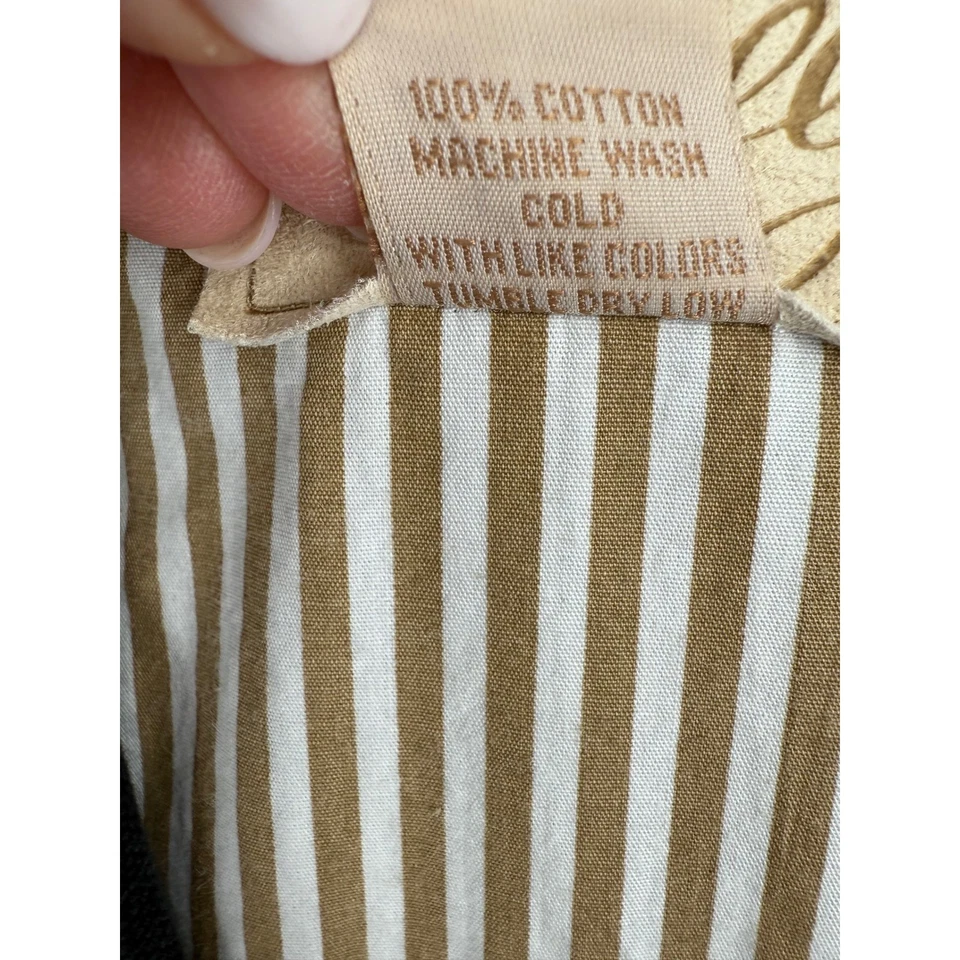 100% COTTON
MACHINE WASH
COLD
WITH LIKE COLORS
TUMBLE DRY LOW